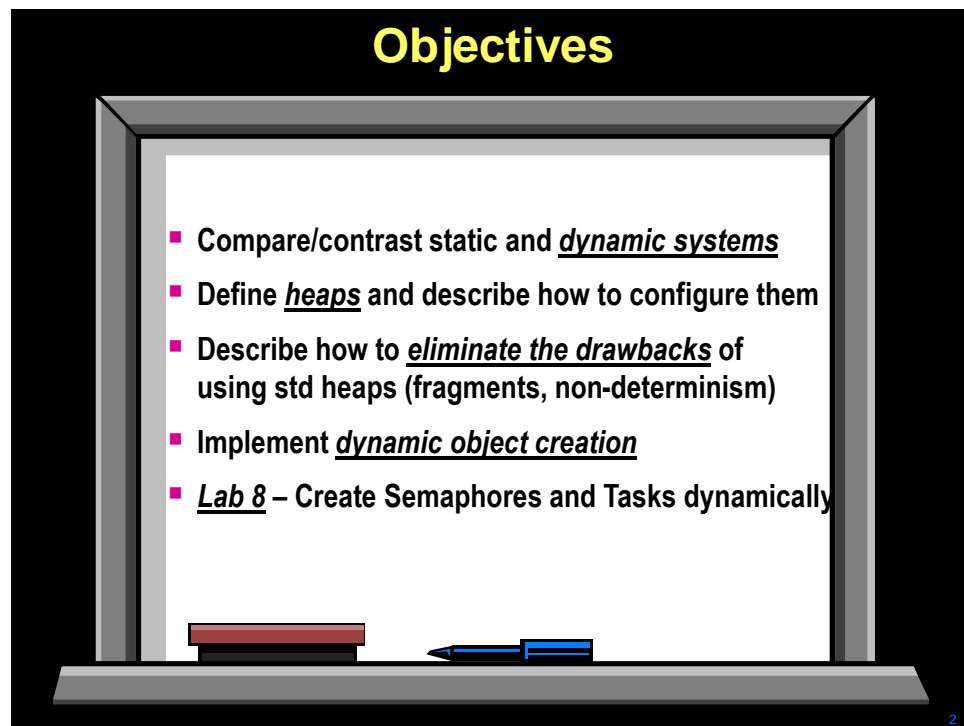 Objectives
▪ Compare/contrast static and dynamic systems
▪ Define heaps and describe how to configure them
▪ Describe how to eliminate the drawbacks of
using std heaps (fragments, non-determinism)
▪ Implement dynamic object creation
▪ Lab 8 – Create Semaphores and Tasks dynamically
2